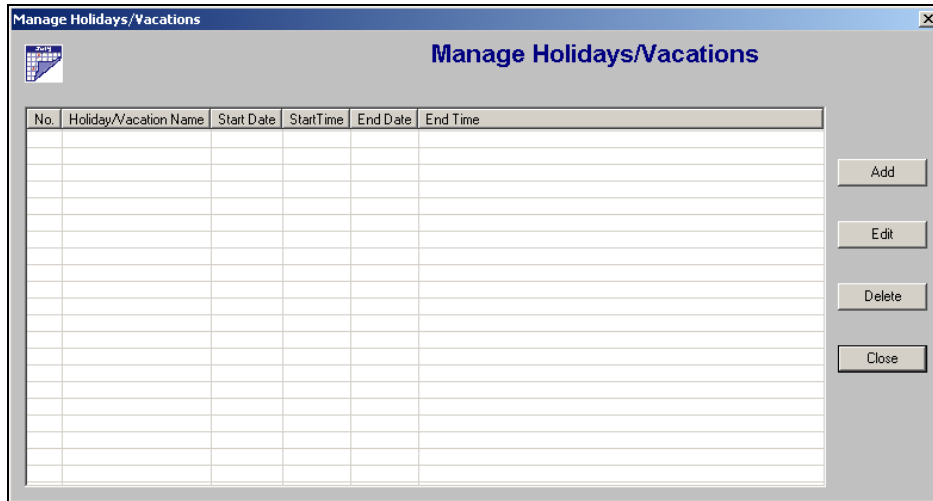 Manage Holidays/Vacations
Manage Holidays/Vacations
No. Holiday/Vacation Name Start Date StartTime End Date End Time
Add
Edit
Delete
Close